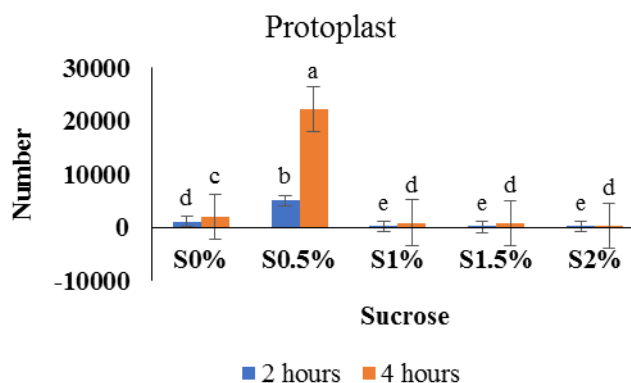 Protoplast
30000
20000
10000
0
-10000
Number
d c b a e d e d e d
S0% S0.5% S1% S1.5% S2%
Sucrose
2 hours 4 hours